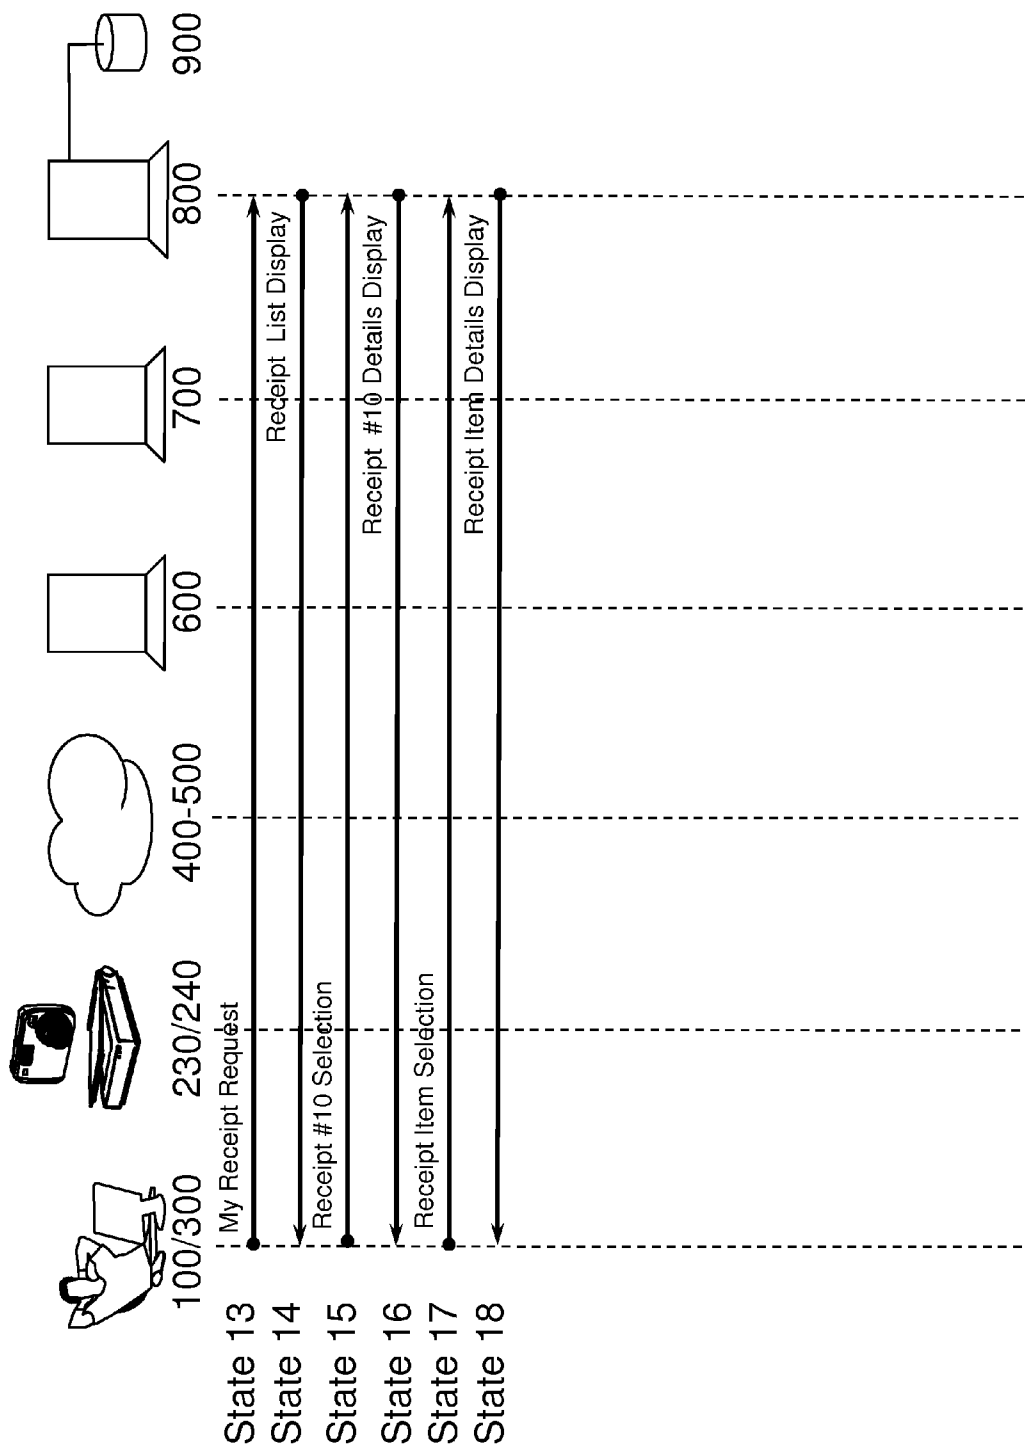 100/300
230/240
400-500
600
700
800
900
State 13
My Receipt Request
State 14
Receipt List Display
State 15
Receipt #10 Selection
State 16
Receipt #10 Details Display
State 17
Receipt Item Selection
State 18
Receipt Item Details Display